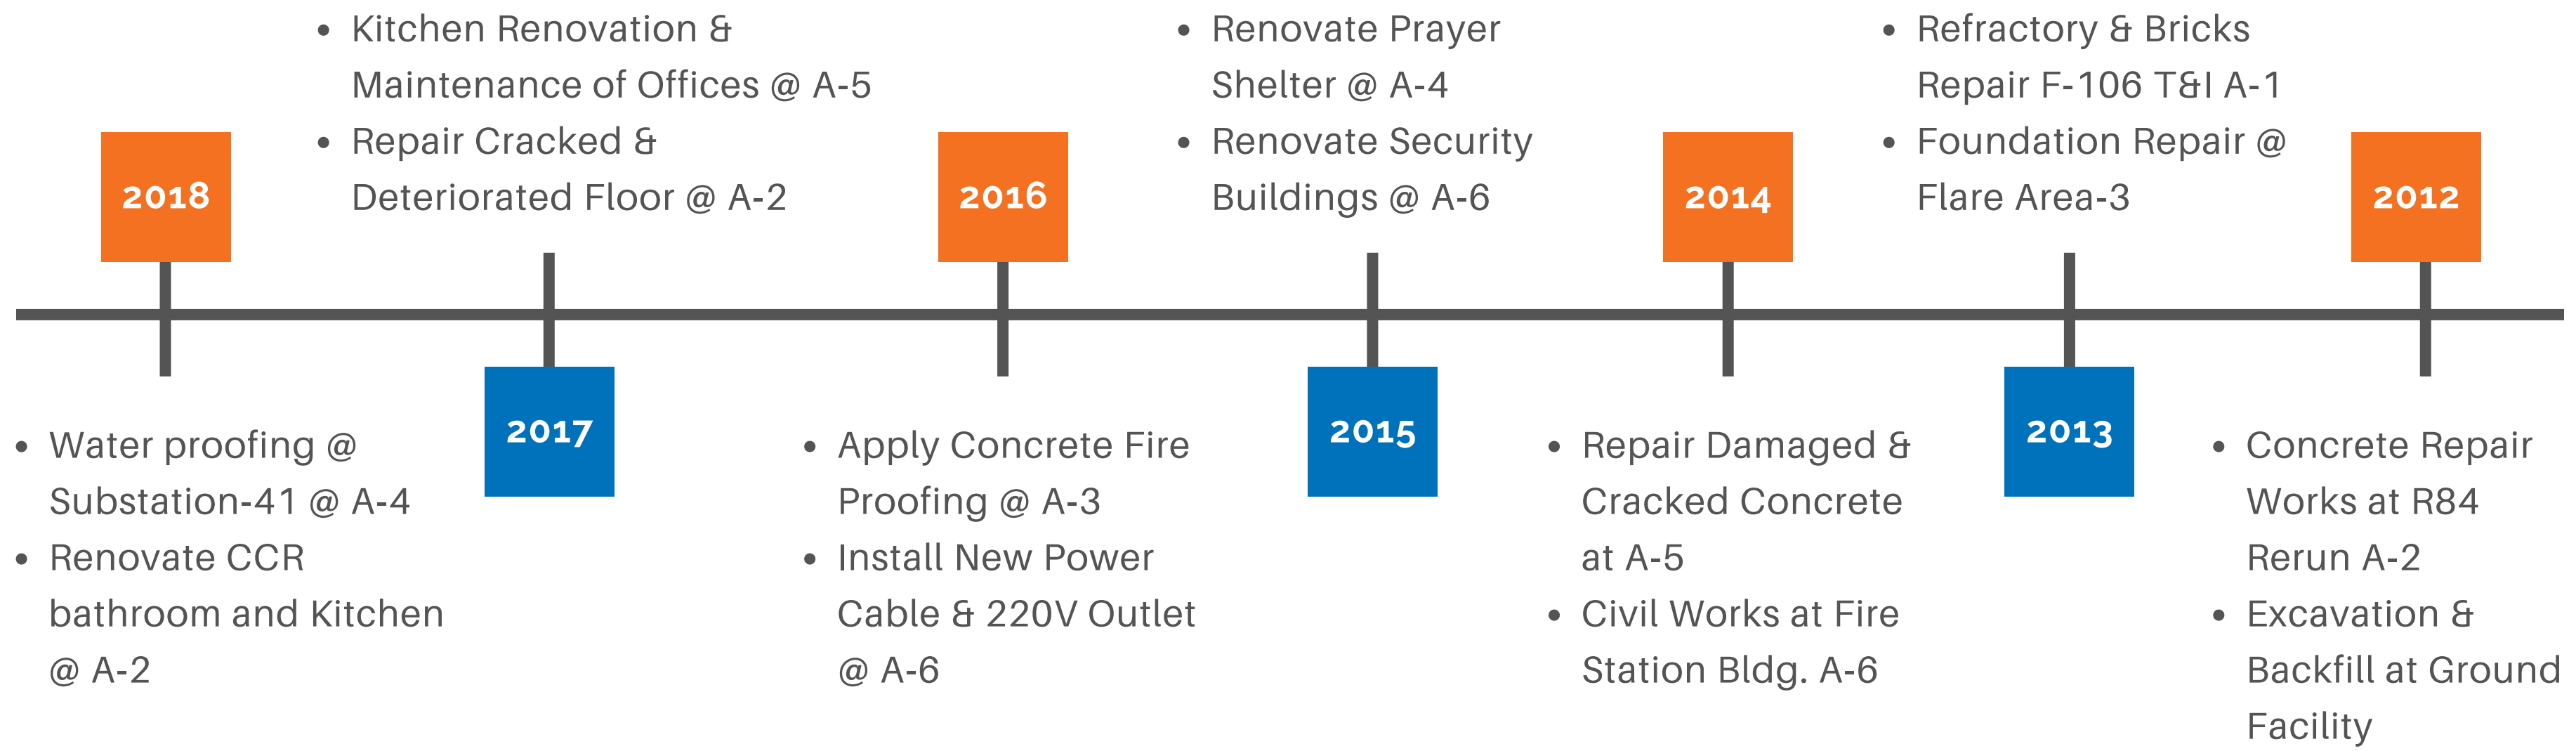 2018
Water proofing @
Substation-41 @ A-4
Renovate CCR
bathroom and Kitchen
@ A-2
Kitchen Renovation &
Maintenance of Offices @ A-5
Repair Cracked &
Deteriorated Floor @ A-2
2017
2016
Apply Concrete Fire
Proofing @ A-3
Install New Power
Cable & 220V Outlet
@ A-6
Renovate Prayer
Shelter @ A-4
Renovate Security
Buildings @ A-6
2015
2014
Repair Damaged &
Cracked Concrete
at A-5
Civil Works at Fire
Station Bldg. A-6
Refractory & Bricks
Repair F-106 T&I A-1
Foundation Repair @
Flare Area-3
2013
2012
Concrete Repair
Works at R84
Rerun A-2
Excavation &
Backfill at Ground
Facility